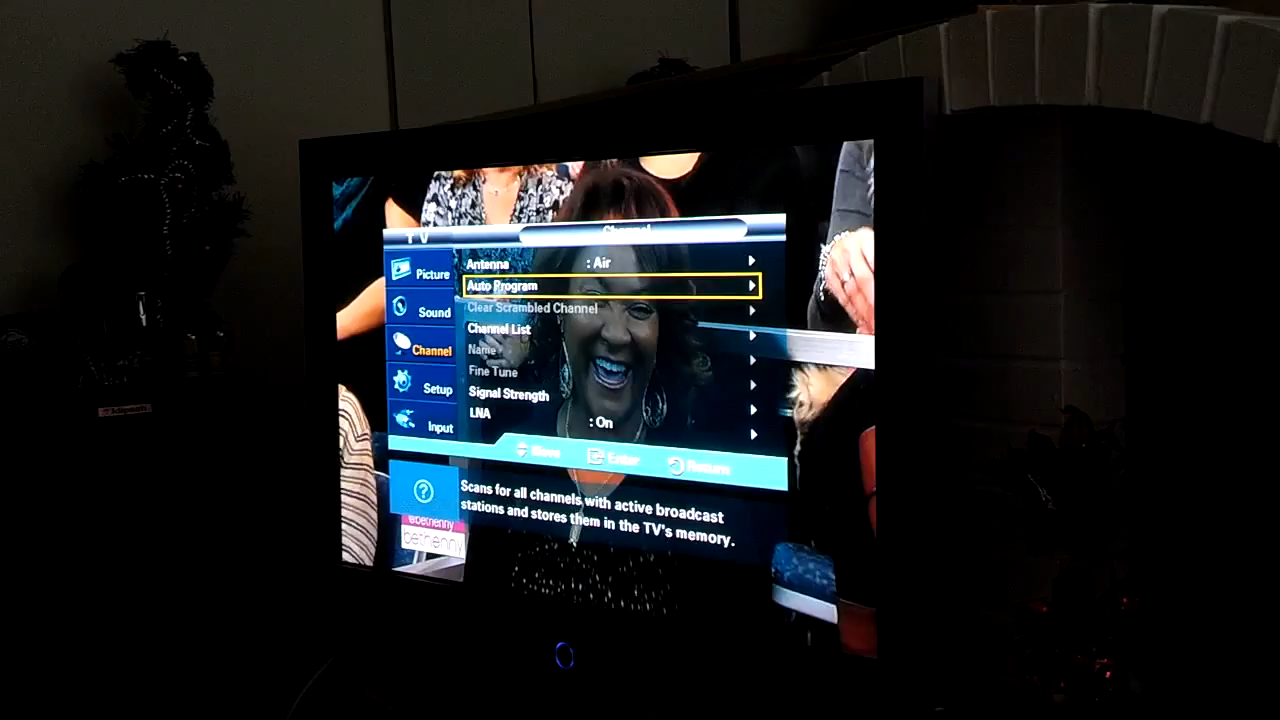 TV
Channel
Picture
Sound
Channel
Setup
Input
Antenna : Air
Auto Program
Clear Scrambled Channel
Channel List
Name
Fine Tune
Signal Strength
LNA : On
Move Enter Return
?
Scans for all channels with active broadcast
stations and stores them in the TV's memory.
@bethenny
bethenny